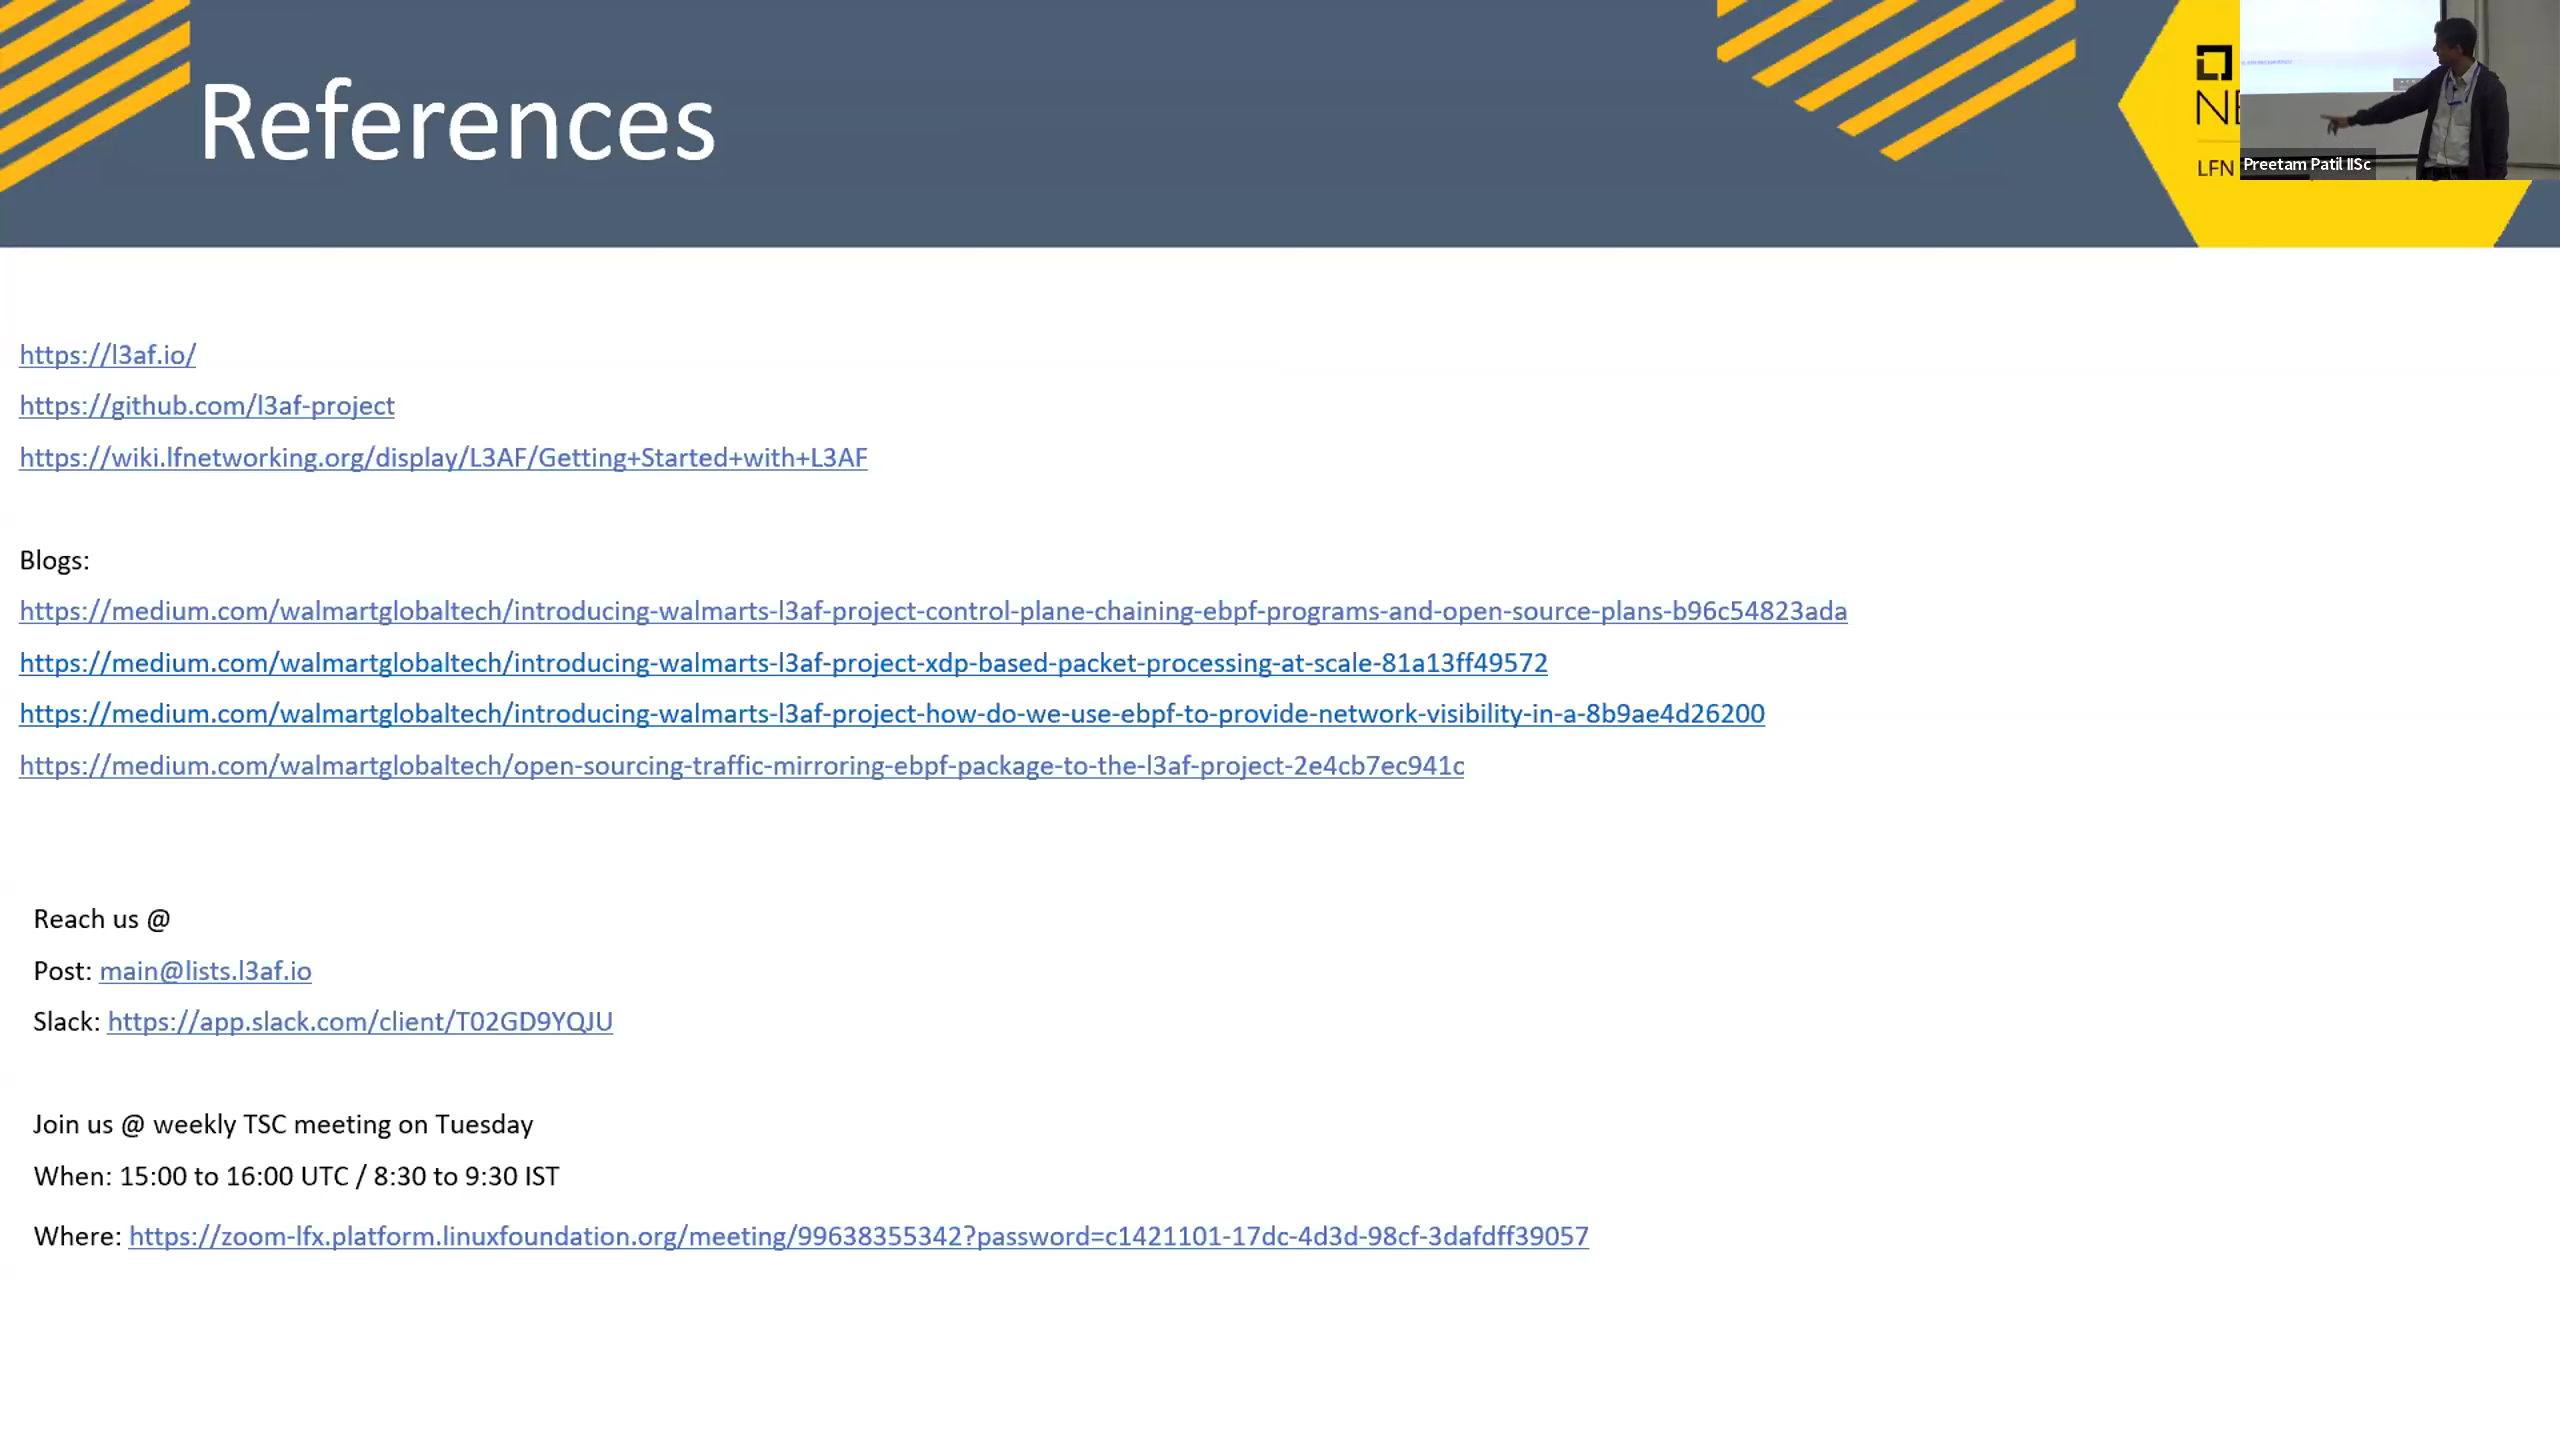 References
NE
LFN
Preetam Patil IISc
https://l3af.io/
https://github.com/l3af-project
https://wiki.lfnetworking.org/display/L3AF/Getting+Started+with+L3AF
Blogs:
https://medium.com/walmartglobaltech/introducing-walmarts-l3af-project-control-plane-chaining-ebpf-programs-and-open-source-plans-b96c54823ada
https://medium.com/walmartglobaltech/introducing-walmarts-l3af-project-xdp-based-packet-processing-at-scale-81a13ff49572
https://medium.com/walmartglobaltech/introducing-walmarts-l3af-project-how-do-we-use-ebpf-to-provide-network-visibility-in-a-8b9ae4d26200
https://medium.com/walmartglobaltech/open-sourcing-traffic-mirroring-ebpf-package-to-the-l3af-project-2e4cb7ec941c
Reach us @
Post: main@lists.l3af.io
Slack: https://app.slack.com/client/T02GD9YQJU
Join us @ weekly TSC meeting on Tuesday
When: 15:00 to 16:00 UTC / 8:30 to 9:30 IST
Where: https://zoom-lfx.platform.linuxfoundation.org/meeting/99638355342?password=c1421101-17dc-4d3d-98cf-3dafdff39057